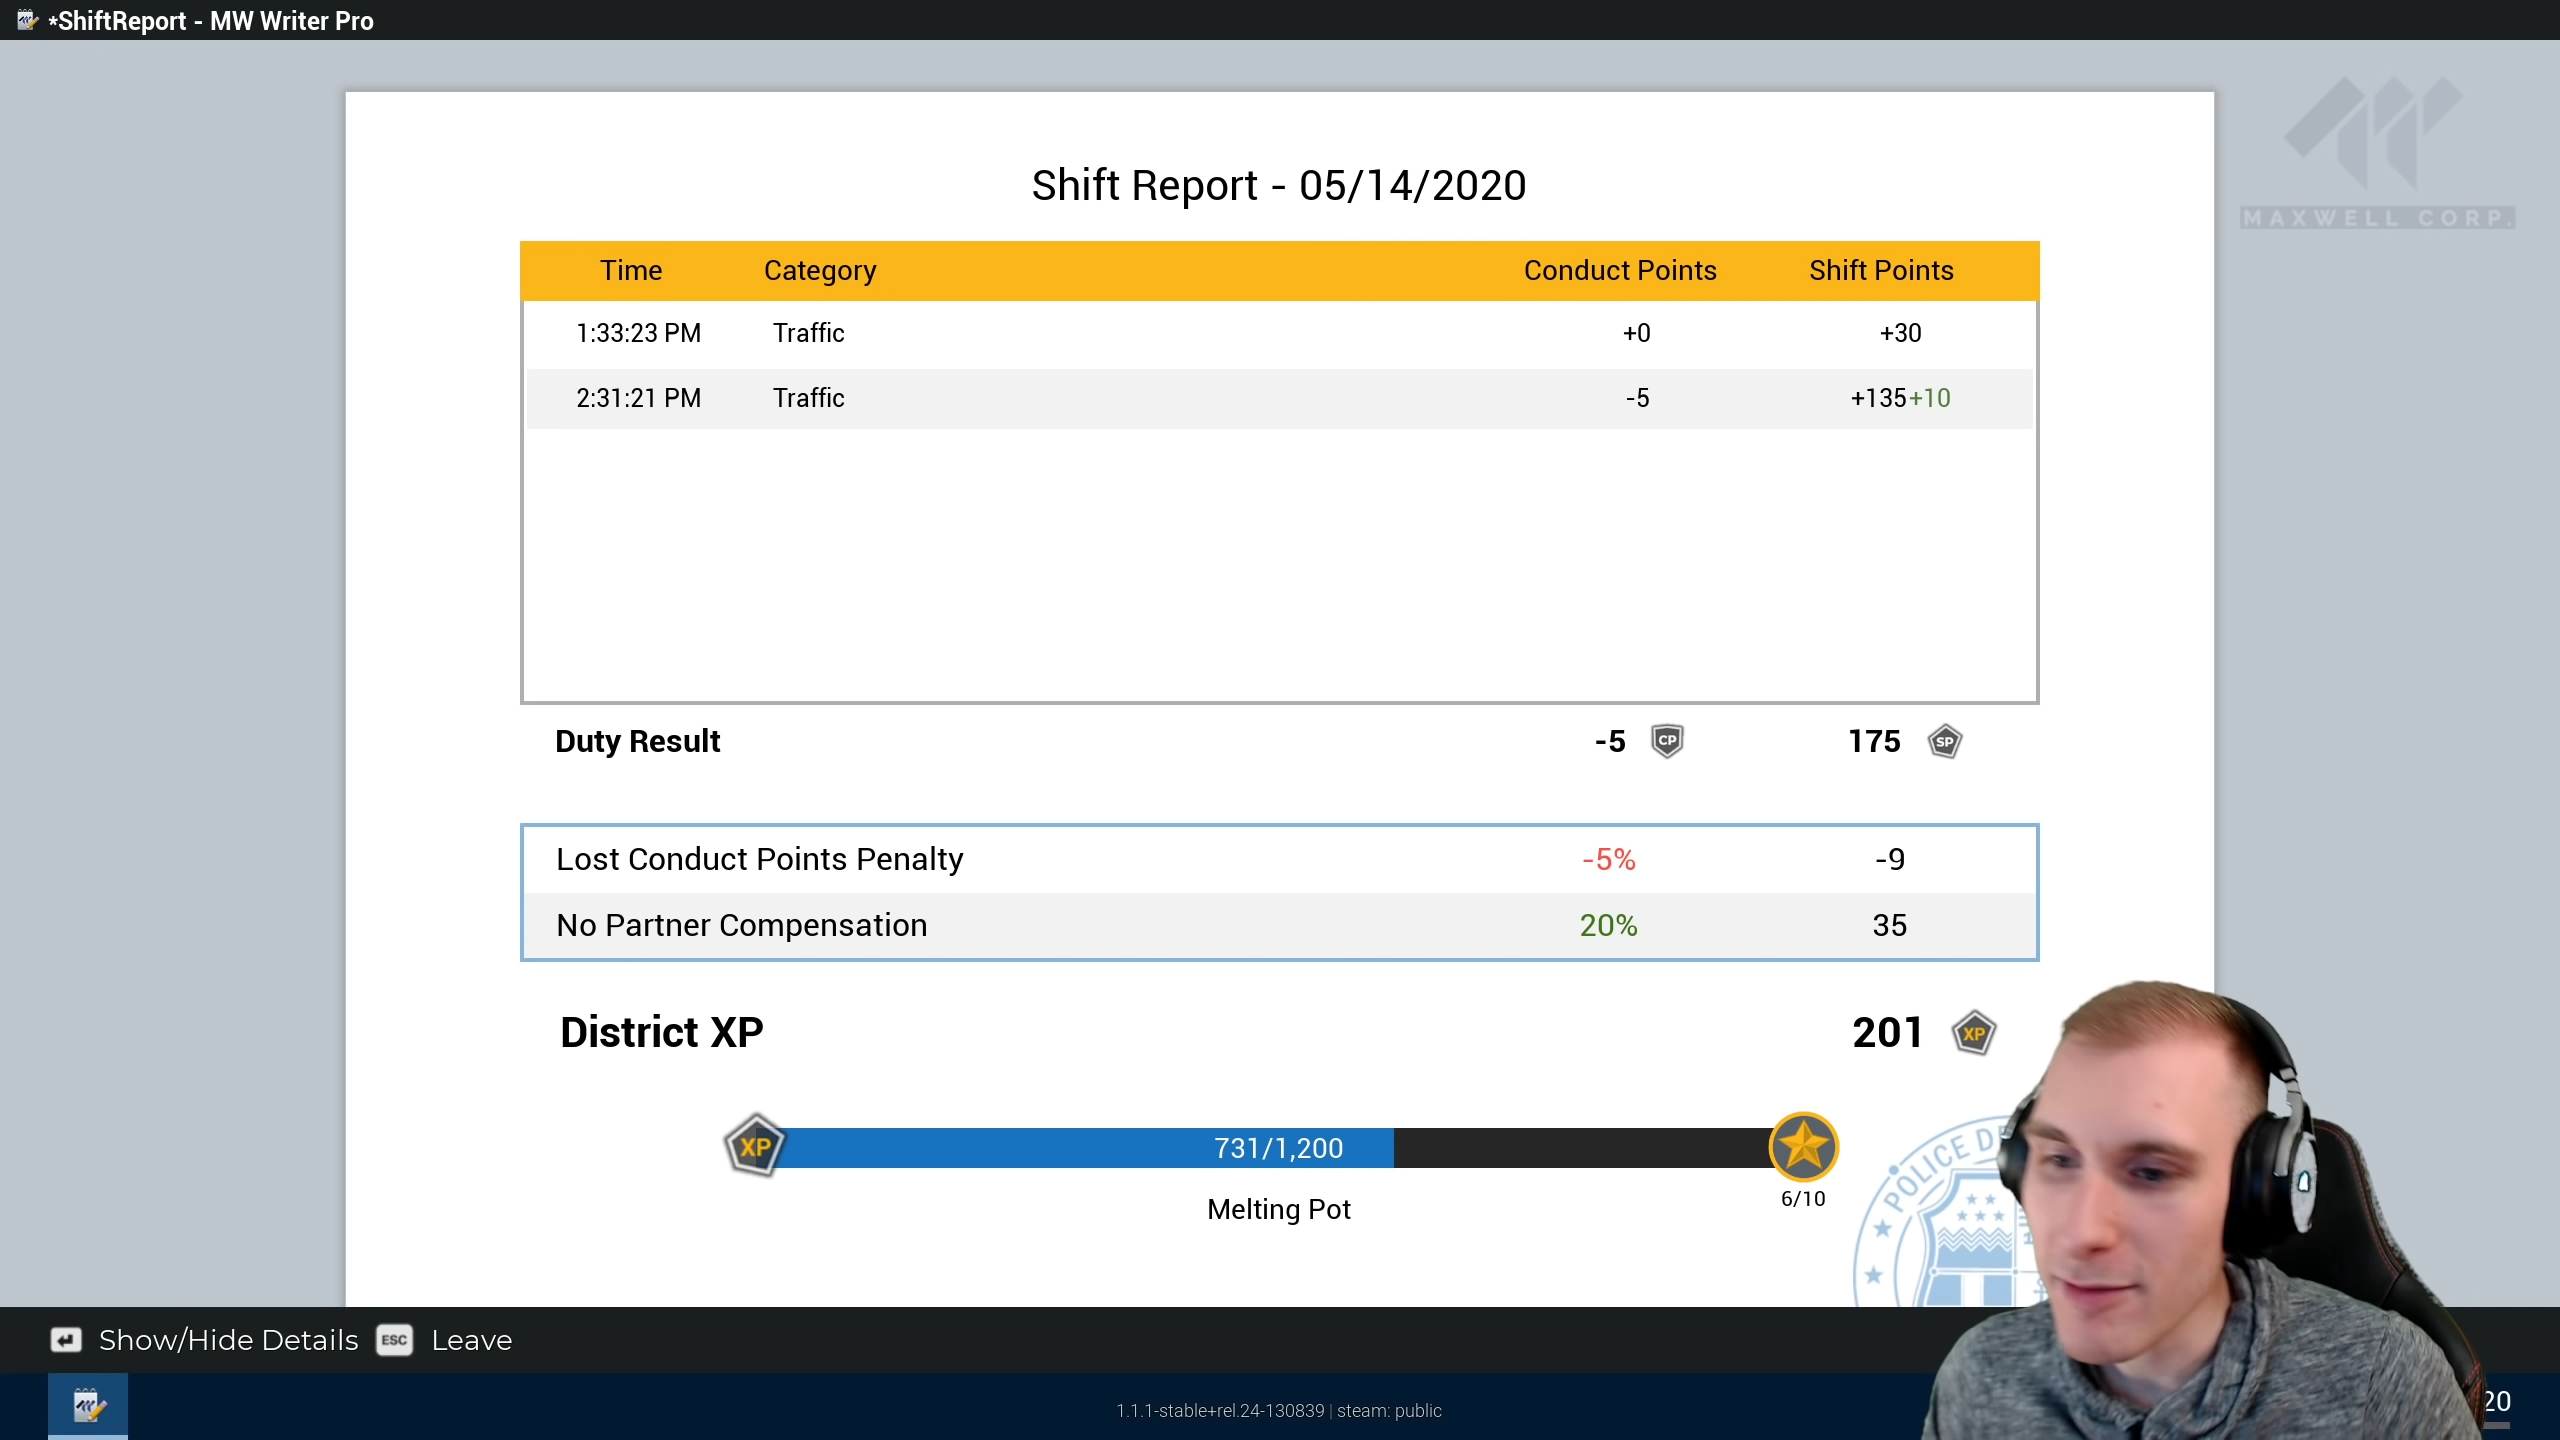 *ShiftReport - MW Writer Pro
MAXWELL CORP.
Shift Report - 05/14/2020
Time Category Conduct Points Shift Points
1:33:23 PM Traffic +0 +30
2:31:21 PM Traffic -5 +135+10
Duty Result -5 CP 175 SP
Lost Conduct Points Penalty -5% -9
No Partner Compensation 20% 35
District XP 201 XP
XP 731/1,200
6/10
Melting Pot
POLICE D
Show/Hide Details ESC Leave
1.1.1-stable+rel.24-130839 | steam: public
20